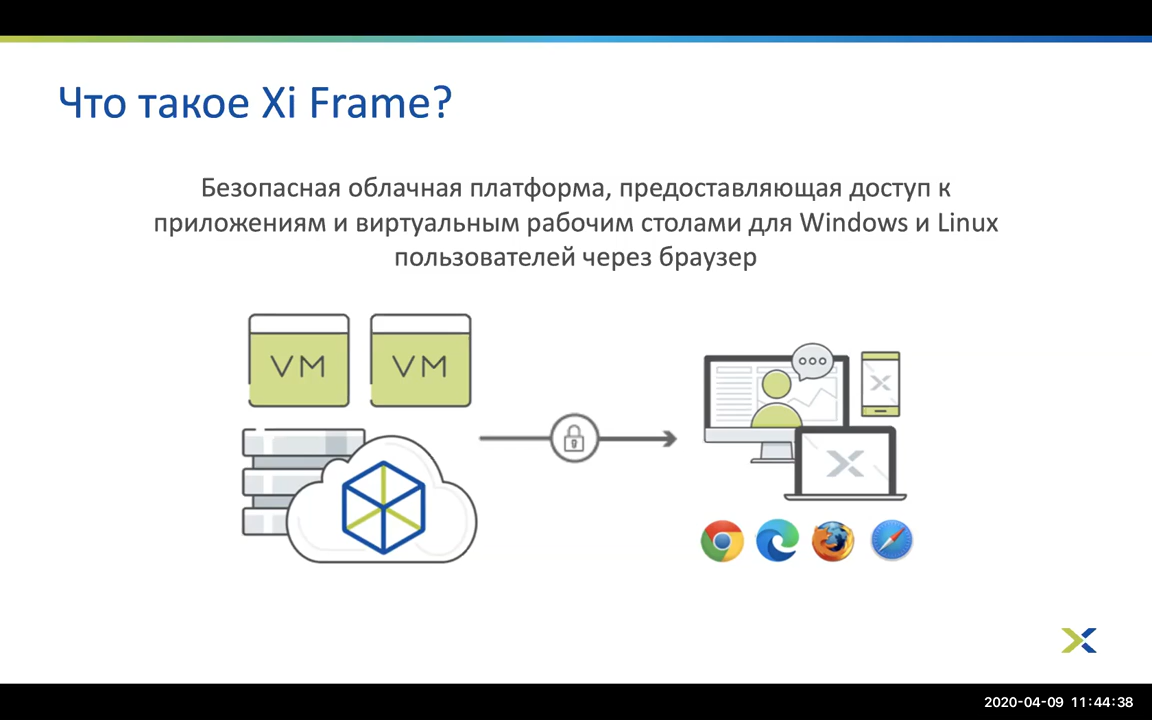 Что такое Xi Frame?
Безопасная облачная платформа, предоставляющая доступ к
приложениям и виртуальным рабочим столами для Windows и Linux
пользователей через браузер
VM VM
2020-04-09 11:44:38